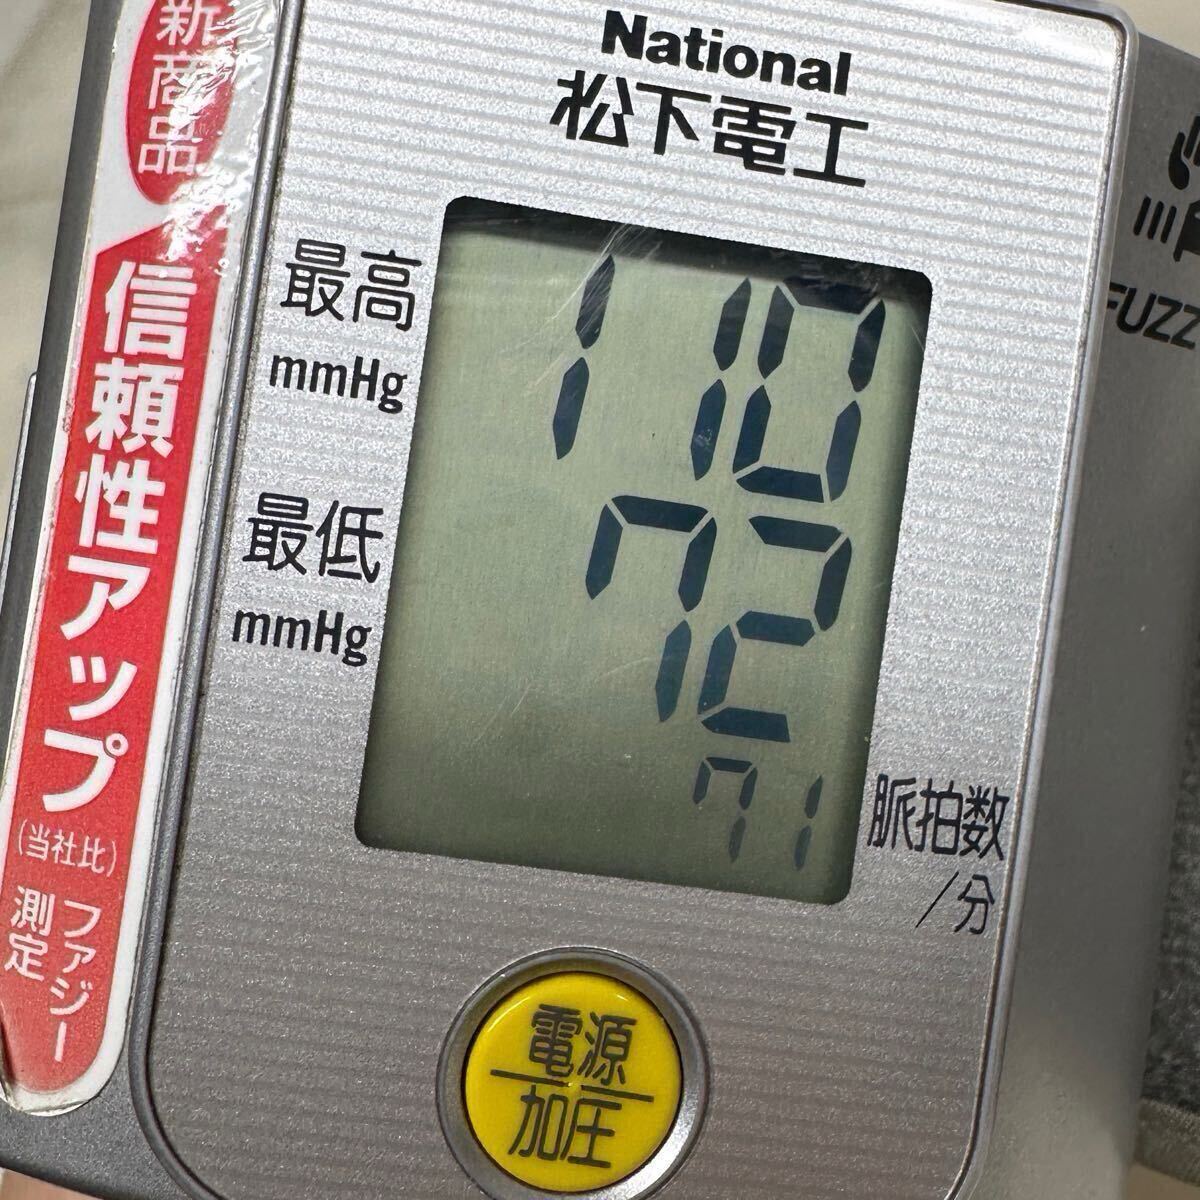 National
松下電工
新商品
信頼性アップ
(当社比)
ファジー
測定
最高
mmHg
110
最低
mmHg
72
71
脈拍数
/分
電源
加圧
FUZZ